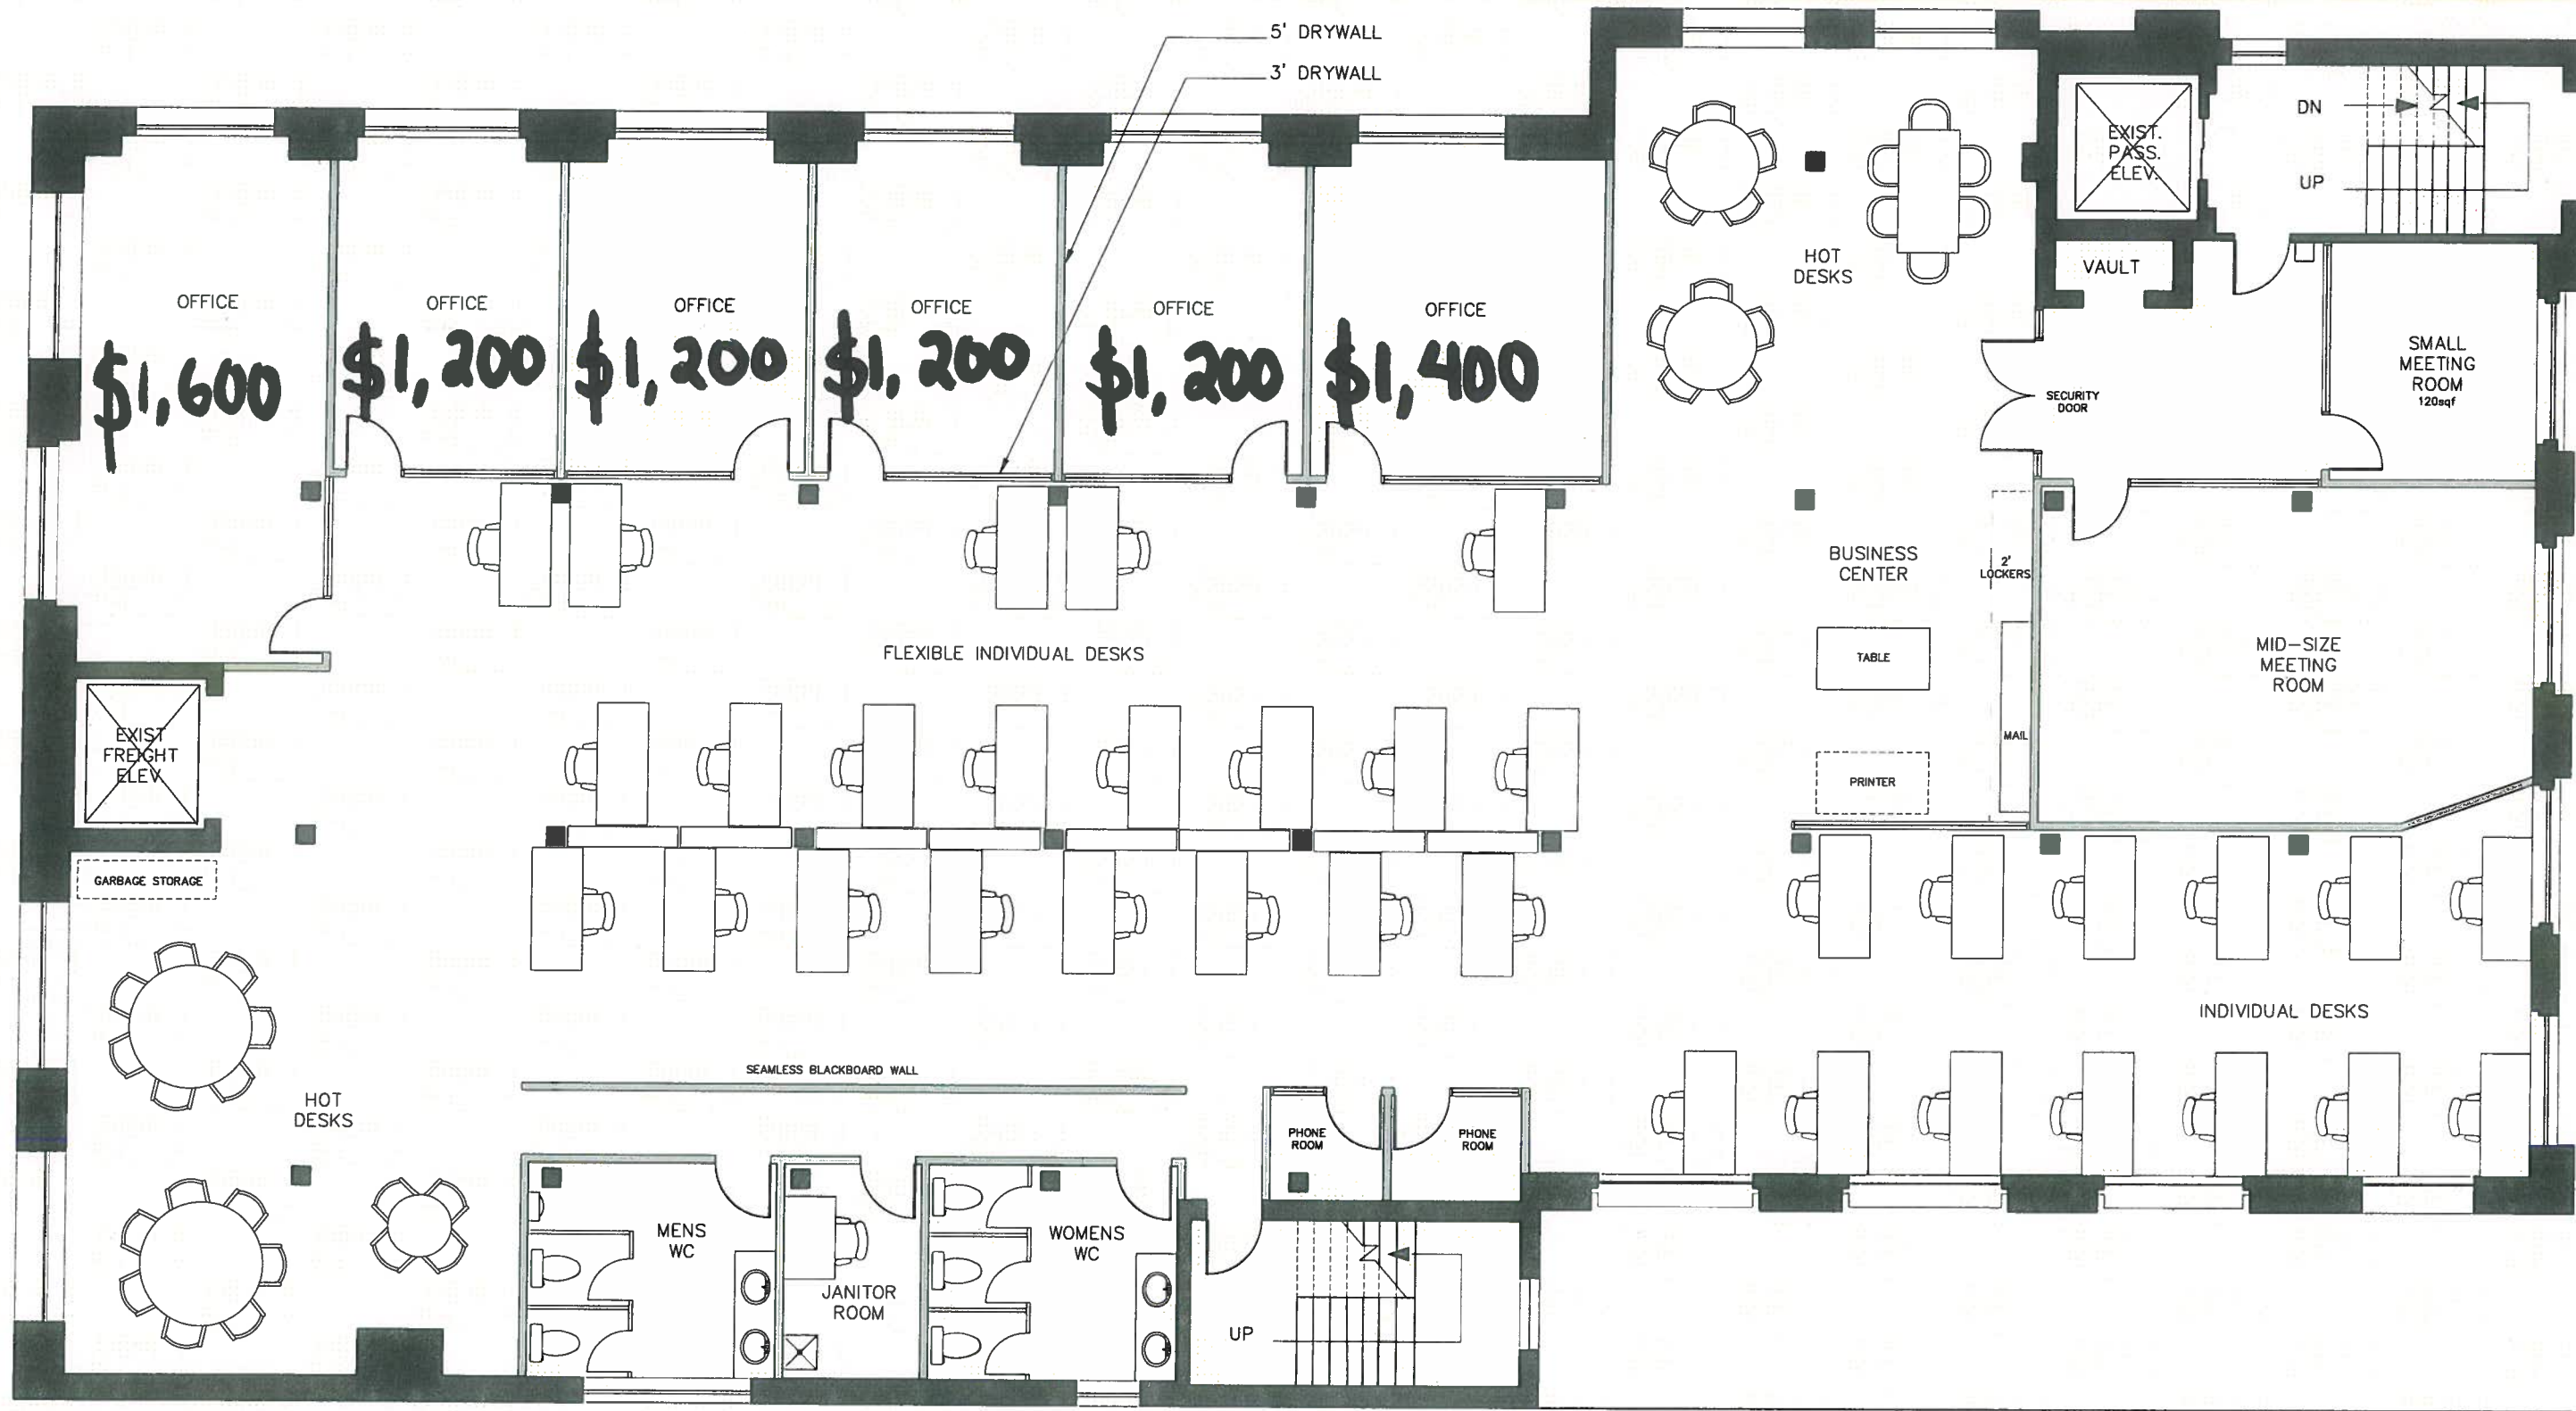 5' DRYWALL
3' DRYWALL
DN
EXIST.
PASS.
ELEV.
UP
HOT
DESKS
VAULT
OFFICE
OFFICE
OFFICE
OFFICE
OFFICE
OFFICE
$1,600
$1,200
$1,200
$1,200
$1,200
$1,400
SMALL
MEETING
ROOM
120sqf
SECURITY
DOOR
BUSINESS
CENTER
2'
LOCKERS
FLEXIBLE INDIVIDUAL DESKS
TABLE
MID-SIZE
MEETING
ROOM
EXIST
FREIGHT
ELEV.
MAIL
PRINTER
GARBAGE STORAGE
INDIVIDUAL DESKS
SEAMLESS BLACKBOARD WALL
HOT
DESKS
PHONE
ROOM
PHONE
ROOM
MENS
WC
WOMENS
WC
JANITOR
ROOM
UP